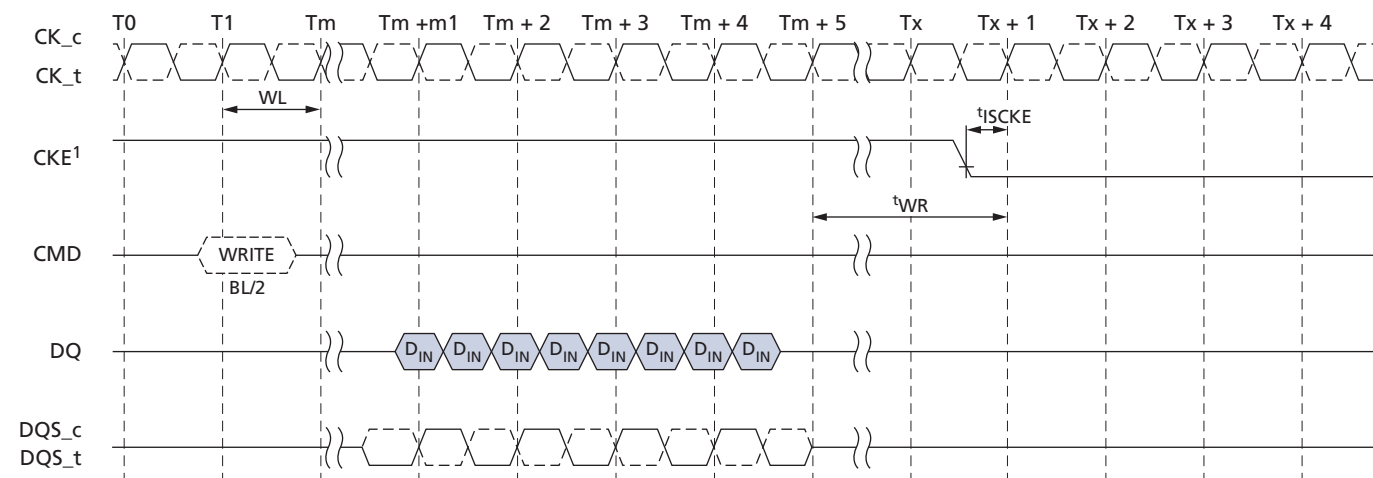 T0 T1 Tm Tm +m1 Tm + 2 Tm + 3 Tm + 4 Tm + 5 Tx Tx + 1 Tx + 2 Tx + 3 Tx + 4
CK_c
CK_t
WL
tISCKE
CKE1
tWR
CMD WRITE
BL/2
DQ DIN DIN DIN DIN DIN DIN DIN DIN
DQS_c
DQS_t